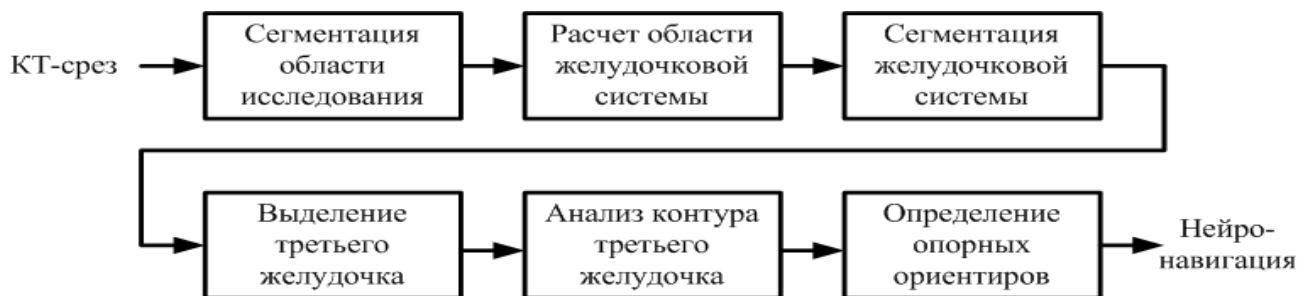 КТ-срез
Сегментация
области
исследования
Расчет области
желудочковой
системы
Сегментация
желудочковой
системы
Выделение
третьего
желудочка
Анализ контура
третьего
желудочка
Определение
опорных
ориентиров
Нейро-
навигация